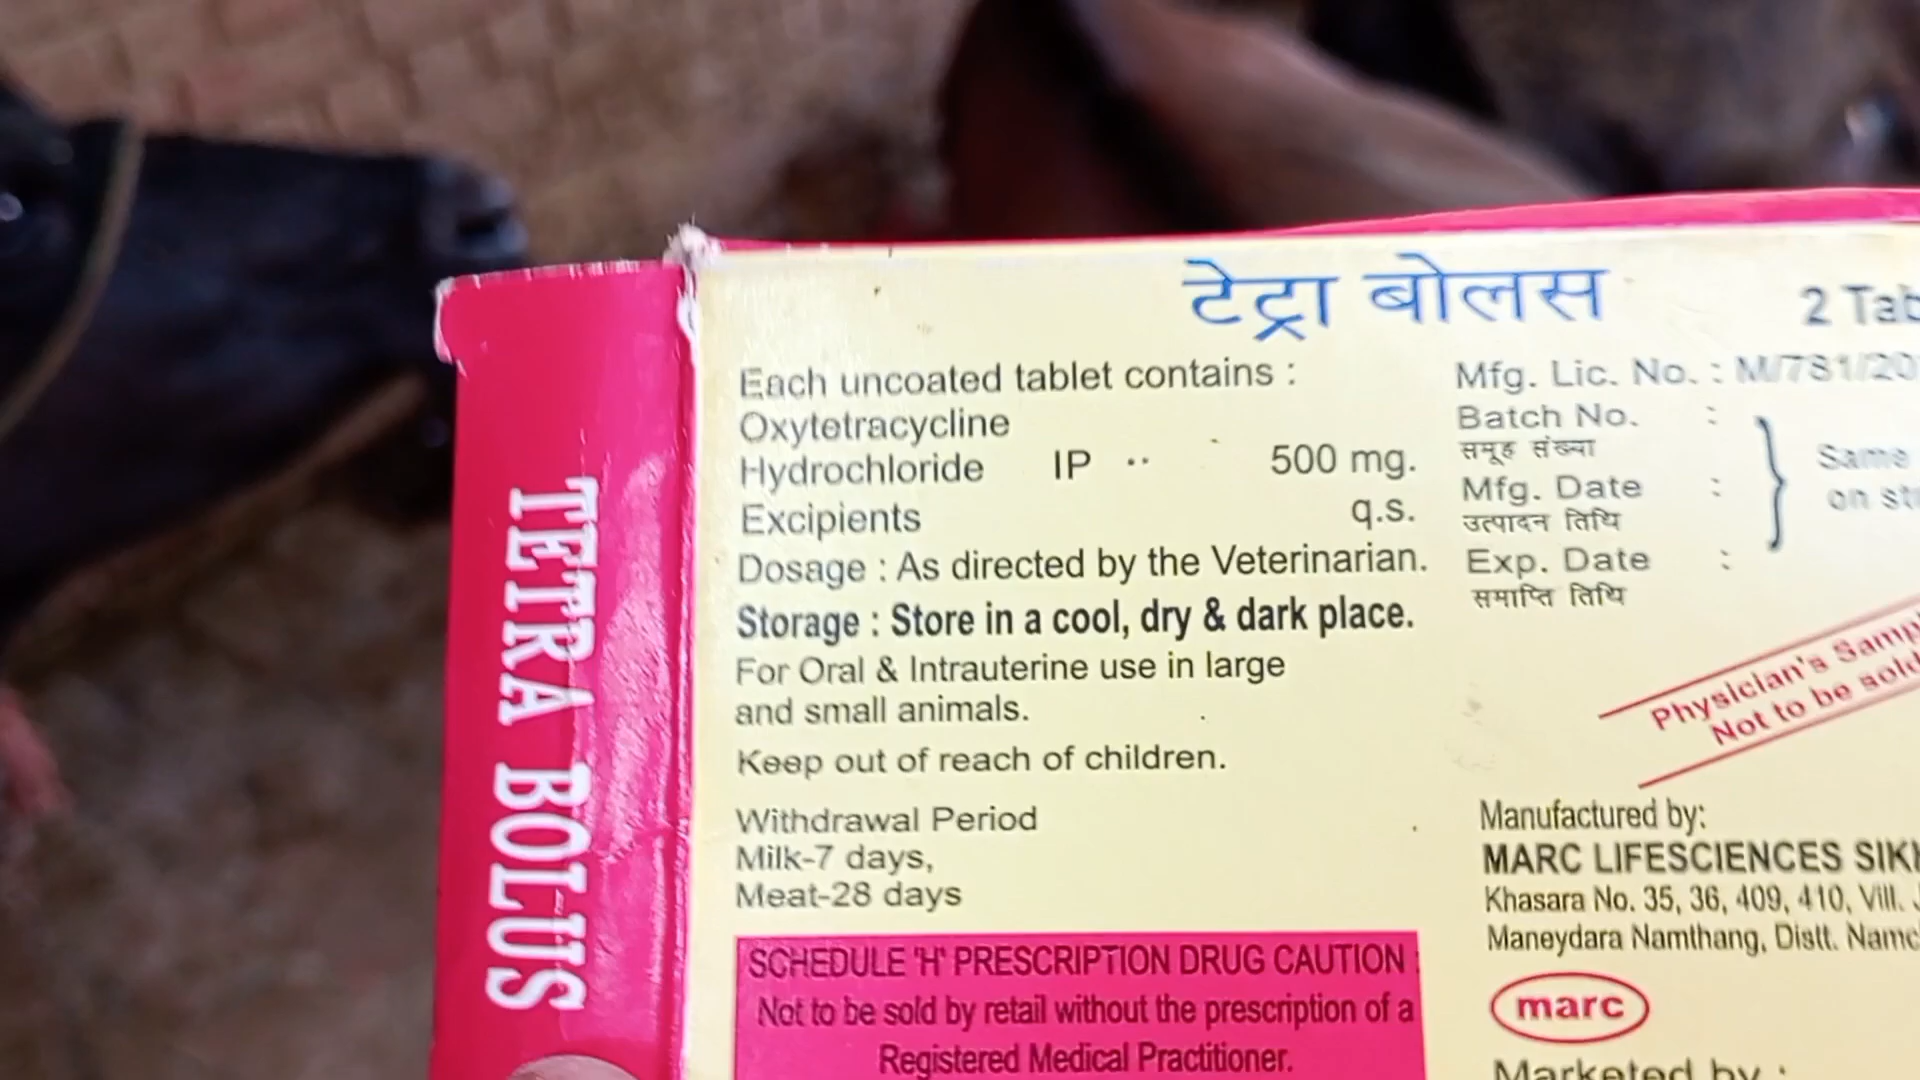 TETRA BOLUS
टेट्रा बोलस
2
Each uncoated tablet contains :
Oxytetracycline
Hydrochloride IP .. 500 mg.
Excipients q.s.
Dosage : As directed by the Veterinarian.
Storage : Store in a cool, dry & dark place.
For Oral & Intrauterine use in large
and small animals.
Keep out of reach of children.
Withdrawal Period
Milk-7 days,
Meat-28 days
SCHEDULE 'H' PRESCRIPTION DRUG CAUTION :
Not to be sold by retail without the prescription of a
Registered Medical Practitioner.
Mfg. Lic. No. :
Batch No. :
समूह संख्या
Mfg. Date :
उत्पादन तिथि
Exp. Date :
समाप्ति तिथि
Same
on
Physician's
Not to be sold
Manufactured by:
MARC LIFESCIENCES
Khasara No. 35, 36, 409, 410, Vill.
Maneydara Namthang, Distt.
marc
Marketed by :